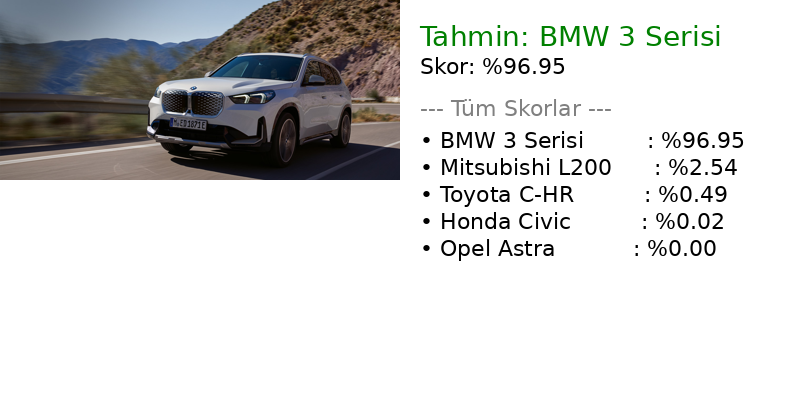 Tahmin: BMW 3 Serisi
Skor: %96.95
--- Tüm Skorlar ---
• BMW 3 Serisi : %96.95
• Mitsubishi L200 : %2.54
• Toyota C-HR : %0.49
• Honda Civic : %0.02
• Opel Astra : %0.00